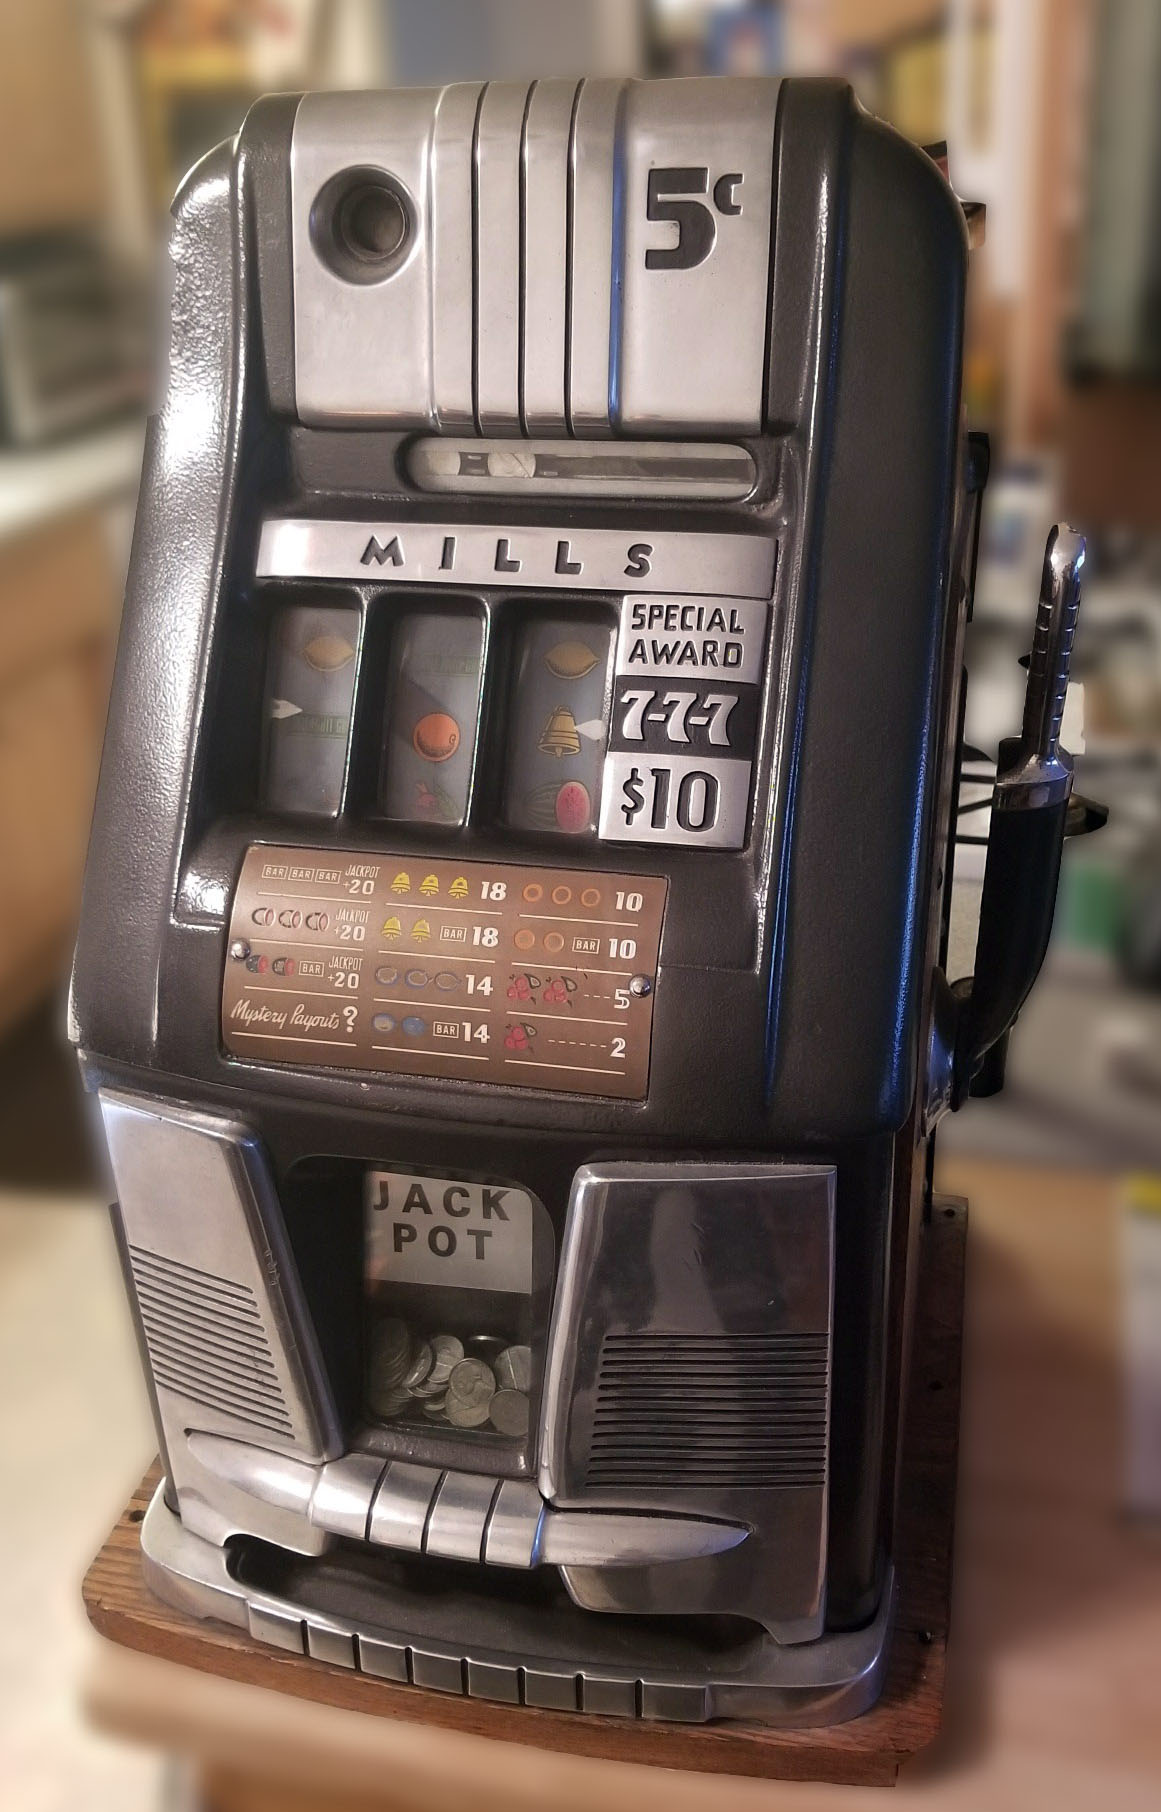 5¢
MILLS
SPECIAL
AWARD
7-7-7
$10
BAR BAR BAR JACKPOT +20
18
10
JACKPOT +20
BAR 18
BAR 10
BAR JACKPOT +20
14
5
Mystery Payouts?
BAR 14
2
JACK
POT